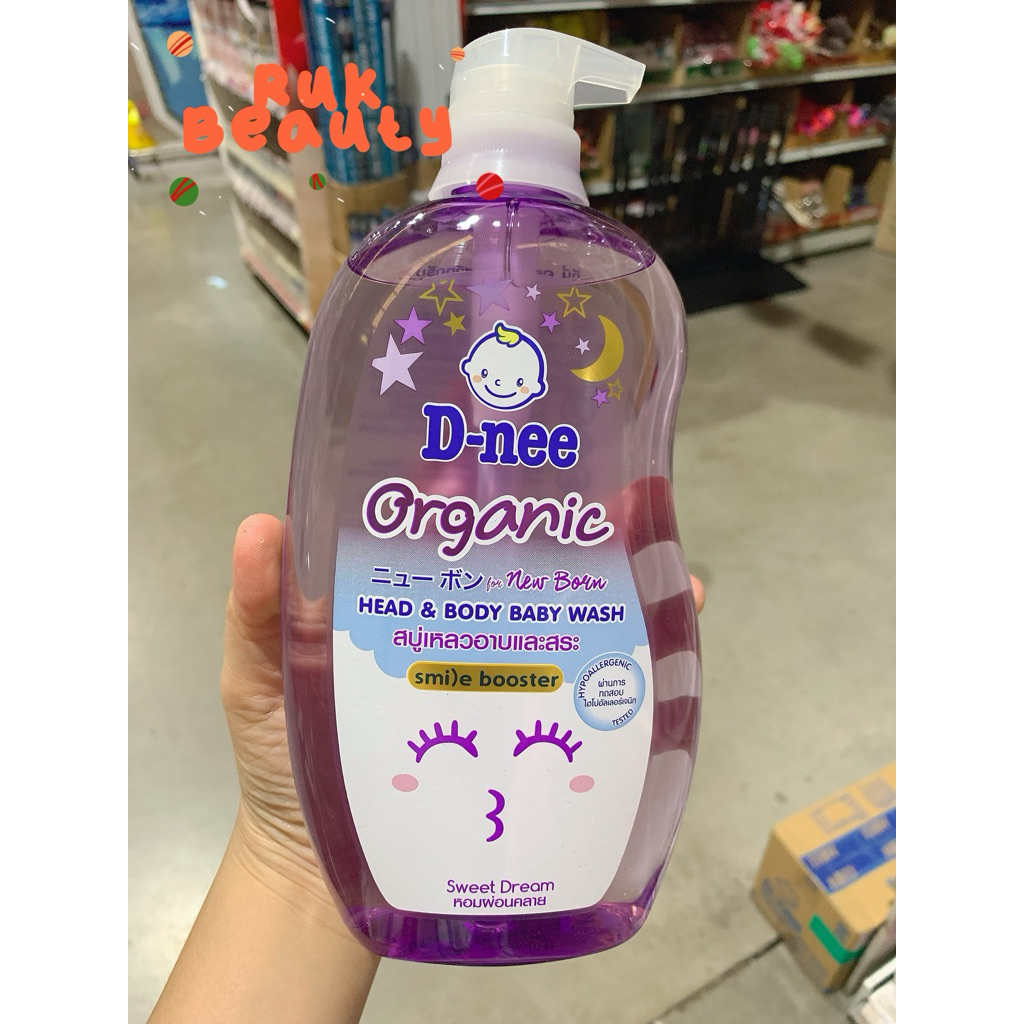 Ruk
Beauty
D-nee
Organic
ニュー ボン for New Born
HEAD & BODY BABY WASH
สบู่เหลวอาบและสระ
smile booster
HYPOALLERGENIC
ผ่านการ
ทดสอบ
ไฮโปอัลเลอร์เจนิก
TESTED
Sweet Dream
หอมผ่อนคลาย